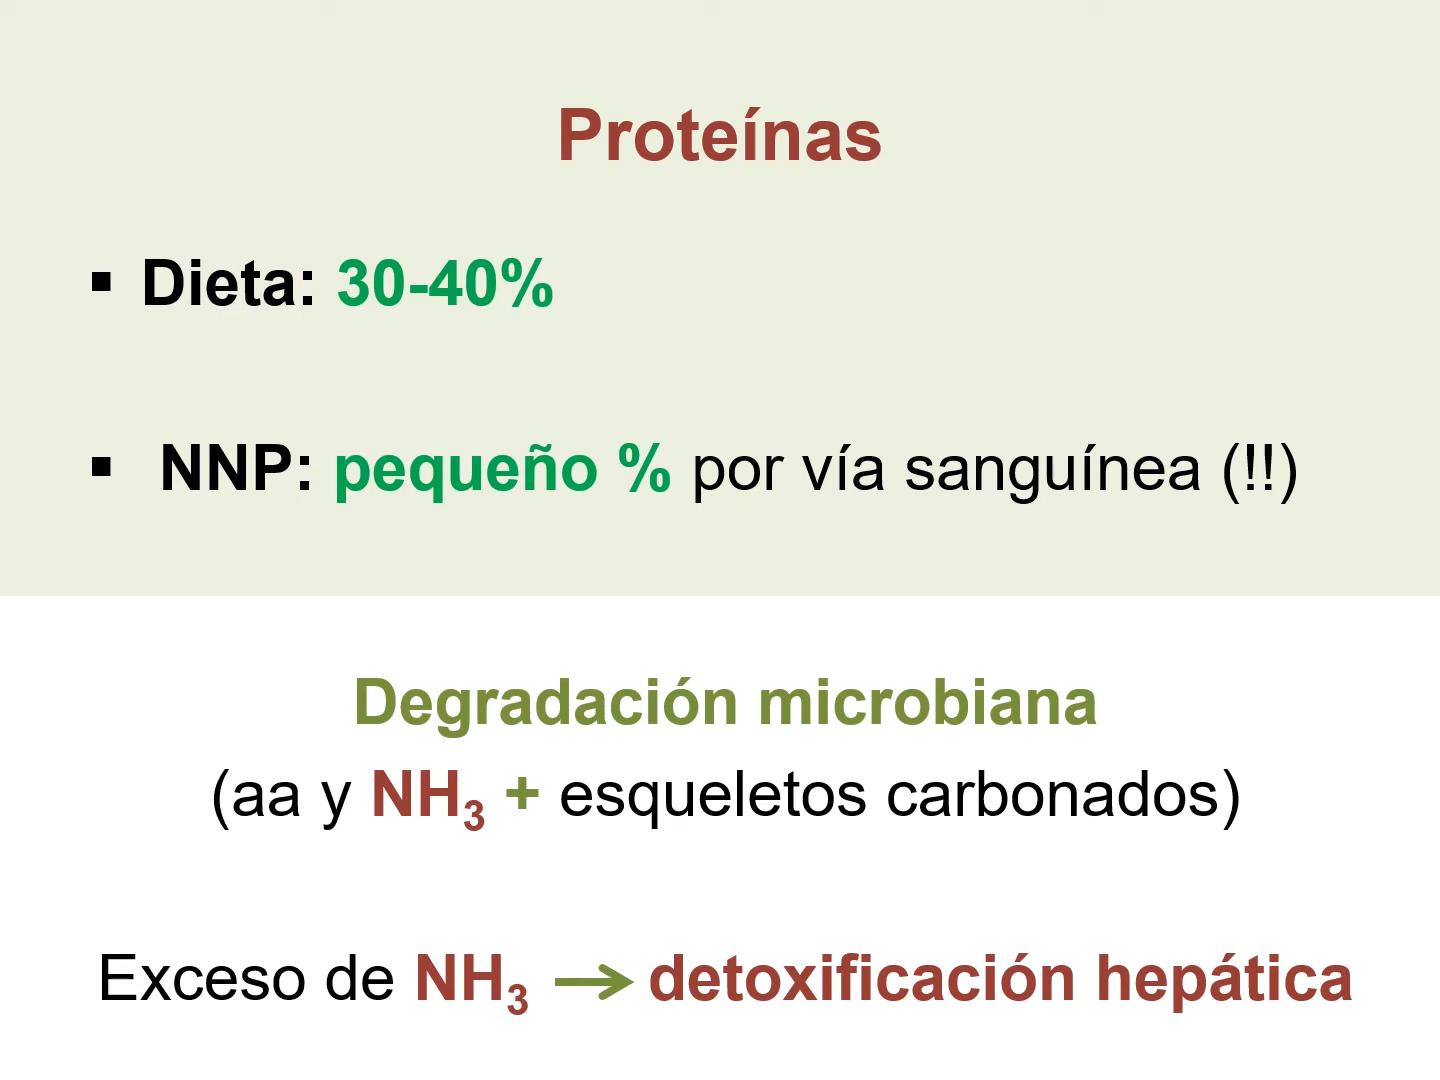 Proteínas
▪ Dieta: 30-40%
▪ NNP: pequeño % por vía sanguínea (!!)
Degradación microbiana
(aa y NH₃ + esqueletos carbonados)
Exceso de NH₃ → detoxificación hepática